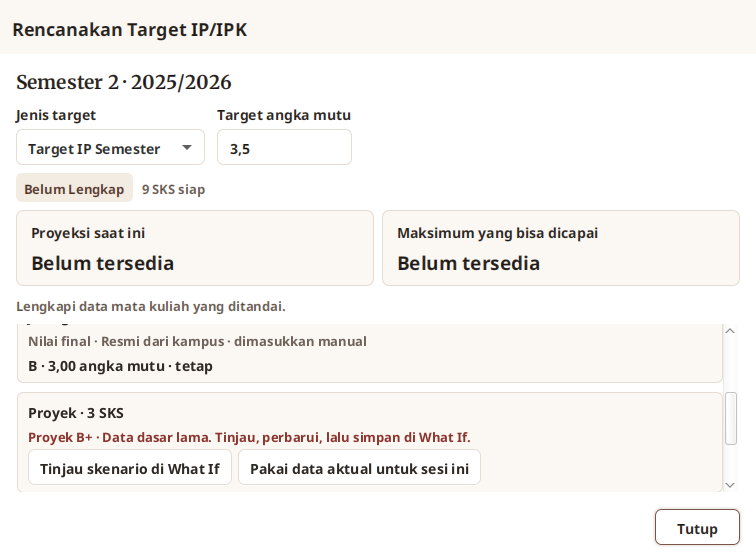 Rencanakan Target IP/IPK
Semester 2 · 2025/2026
Jenis target
Target angka mutu
Target IP Semester
3,5
Belum Lengkap
9 SKS siap
Proyeksi saat ini
Maksimum yang bisa dicapai
Belum tersedia
Belum tersedia
Lengkapi data mata kuliah yang ditandai.
Nilai final · Resmi dari kampus · dimasukkan manual
B · 3,00 angka mutu · tetap
Proyek · 3 SKS
Proyek B+ · Data dasar lama. Tinjau, perbarui, lalu simpan di What If.
Tinjau skenario di What If
Pakai data aktual untuk sesi ini
Tutup